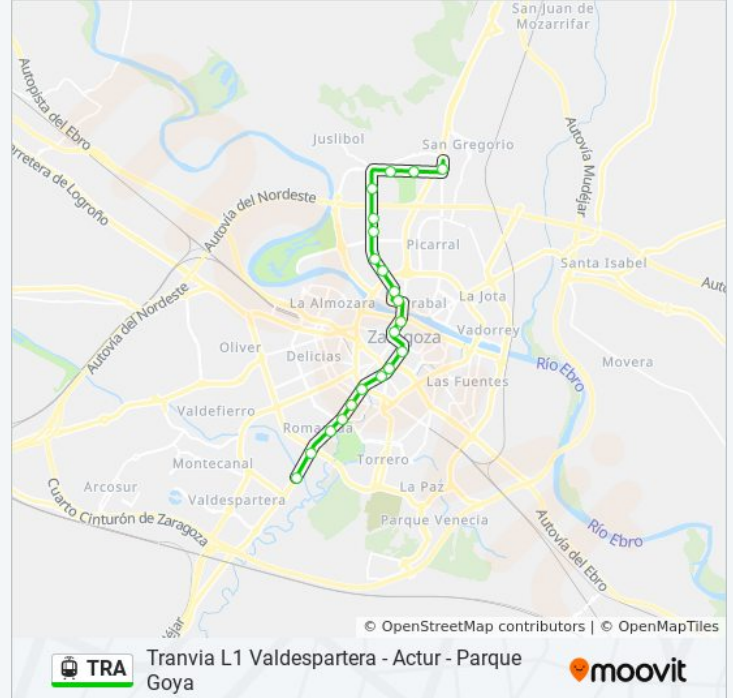 San Juan de
Mozarrifar
Autopista del Ebro
Juslibol
San Gregorio
Autovía Mudéjar
rretera de Logroño
Autovía del Nordeste
Picarral
Santa Isabel
Auto
La Almozara
rabal
La Jota
Autovía del Nordeste
Zaragoza
Vadorrey
Oliver
Delicias
Río Ebro
Movera
Las Fuentes
Valdefierro
Romareda
Montecanal
Torrero
Arcosur
Valdespartera
La Paz
Cuarto Cinturón de Zaragoza
Parque Venecia
Autovía del Ebro
Río Ebro
éjar
© OpenStreetMap contributors | © OpenMapTiles
TRA
Tranvia L1 Valdespartera - Actur - Parque
Goya
moovit